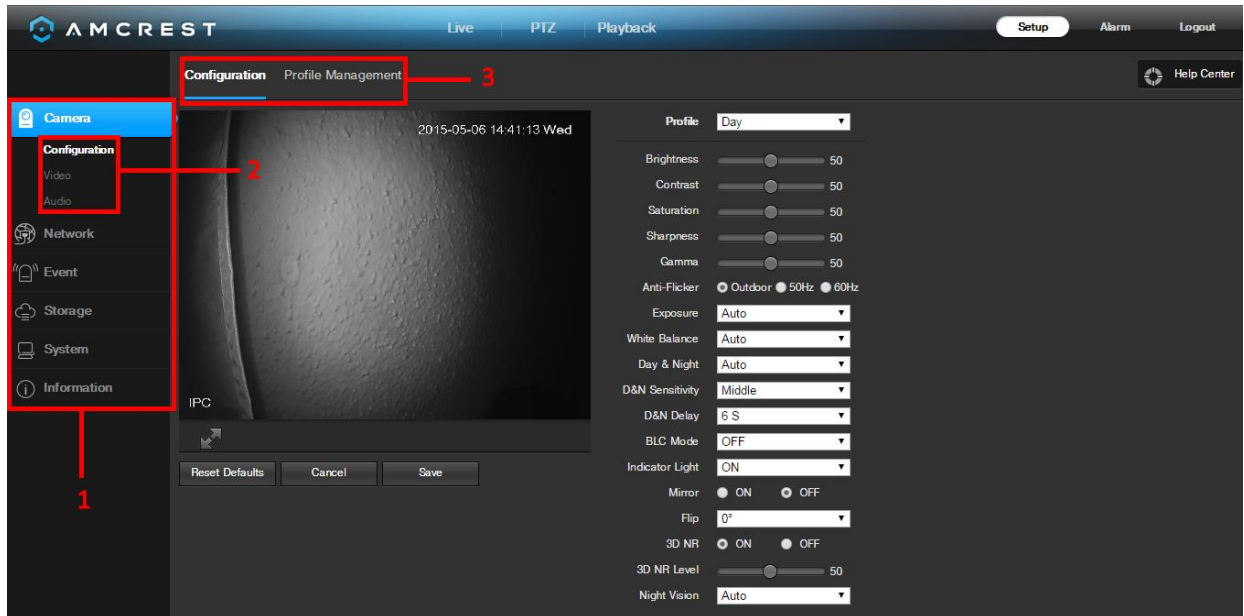 AMCREST
Live PTZ Playback
Setup Alarm Logout
Configuration Profile Management 3
Help Center
Camera
Configuration
Video
Audio
2
Network
Event
Storage
System
Information
1
2015-05-06 14:41:13 Wed
IPC
Reset Defaults Cancel Save
Profile Day
Brightness 50
Contrast 50
Saturation 50
Sharpness 50
Gamma 50
Anti-Flicker Outdoor 50Hz 60Hz
Exposure Auto
White Balance Auto
Day & Night Auto
D&N Sensitivity Middle
D&N Delay 6 S
BLC Mode OFF
Indicator Light ON
Mirror ON OFF
Flip 0°
3D NR ON OFF
3D NR Level 50
Night Vision Auto